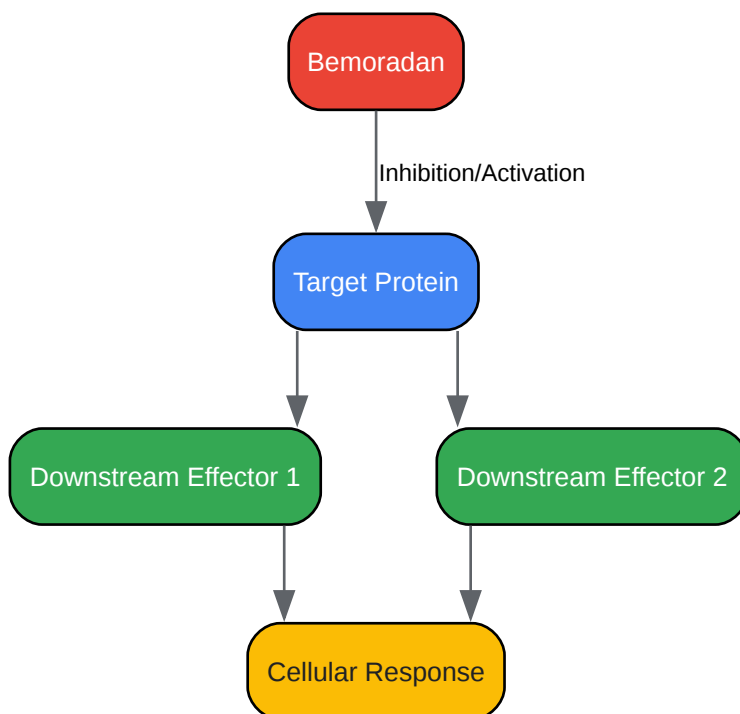 Bemoradan
Inhibition/Activation
Target Protein
Downstream Effector 1
Downstream Effector 2
Cellular Response